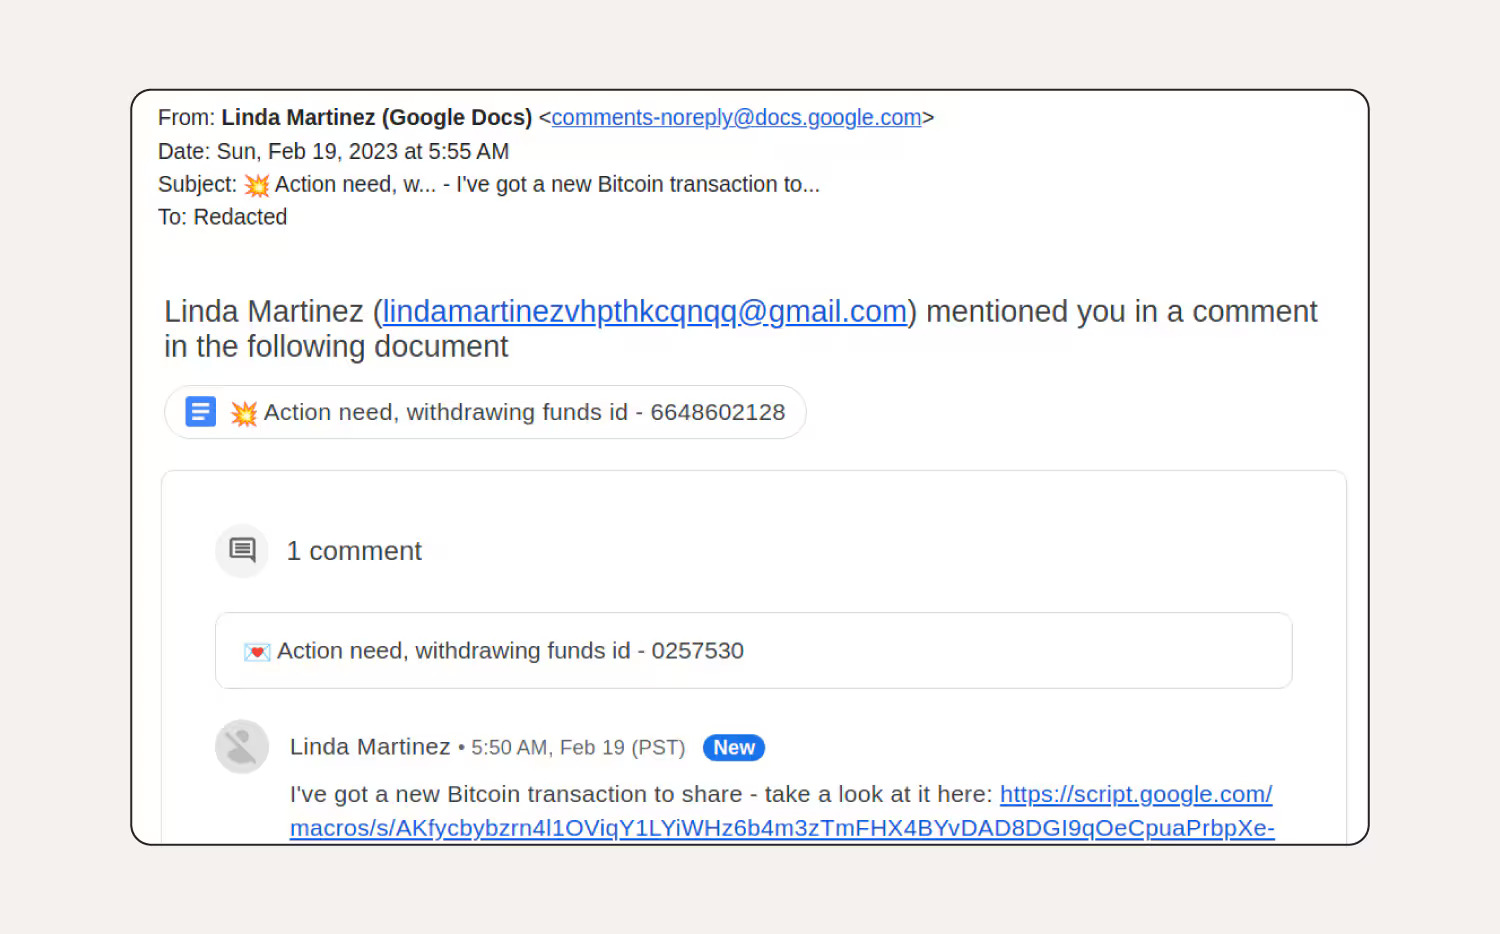 From: Linda Martinez (Google Docs) <comments-noreply@docs.google.com>
Date: Sun, Feb 19, 2023 at 5:55 AM
Subject: 💥 Action need, w... - I've got a new Bitcoin transaction to...
To: Redacted
Linda Martinez (lindamartinezvhpthkcqnqq@gmail.com) mentioned you in a comment
in the following document
💥 Action need, withdrawing funds id - 6648602128
1 comment
💌 Action need, withdrawing funds id - 0257530
Linda Martinez • 5:50 AM, Feb 19 (PST) New
I've got a new Bitcoin transaction to share - take a look at it here: https://script.google.com/
macros/s/AKfycbybzrn4l1OViqY1LYiWHz6b4m3zTmFHX4BYvDAD8DGI9qOeCpuaPrbpXe-